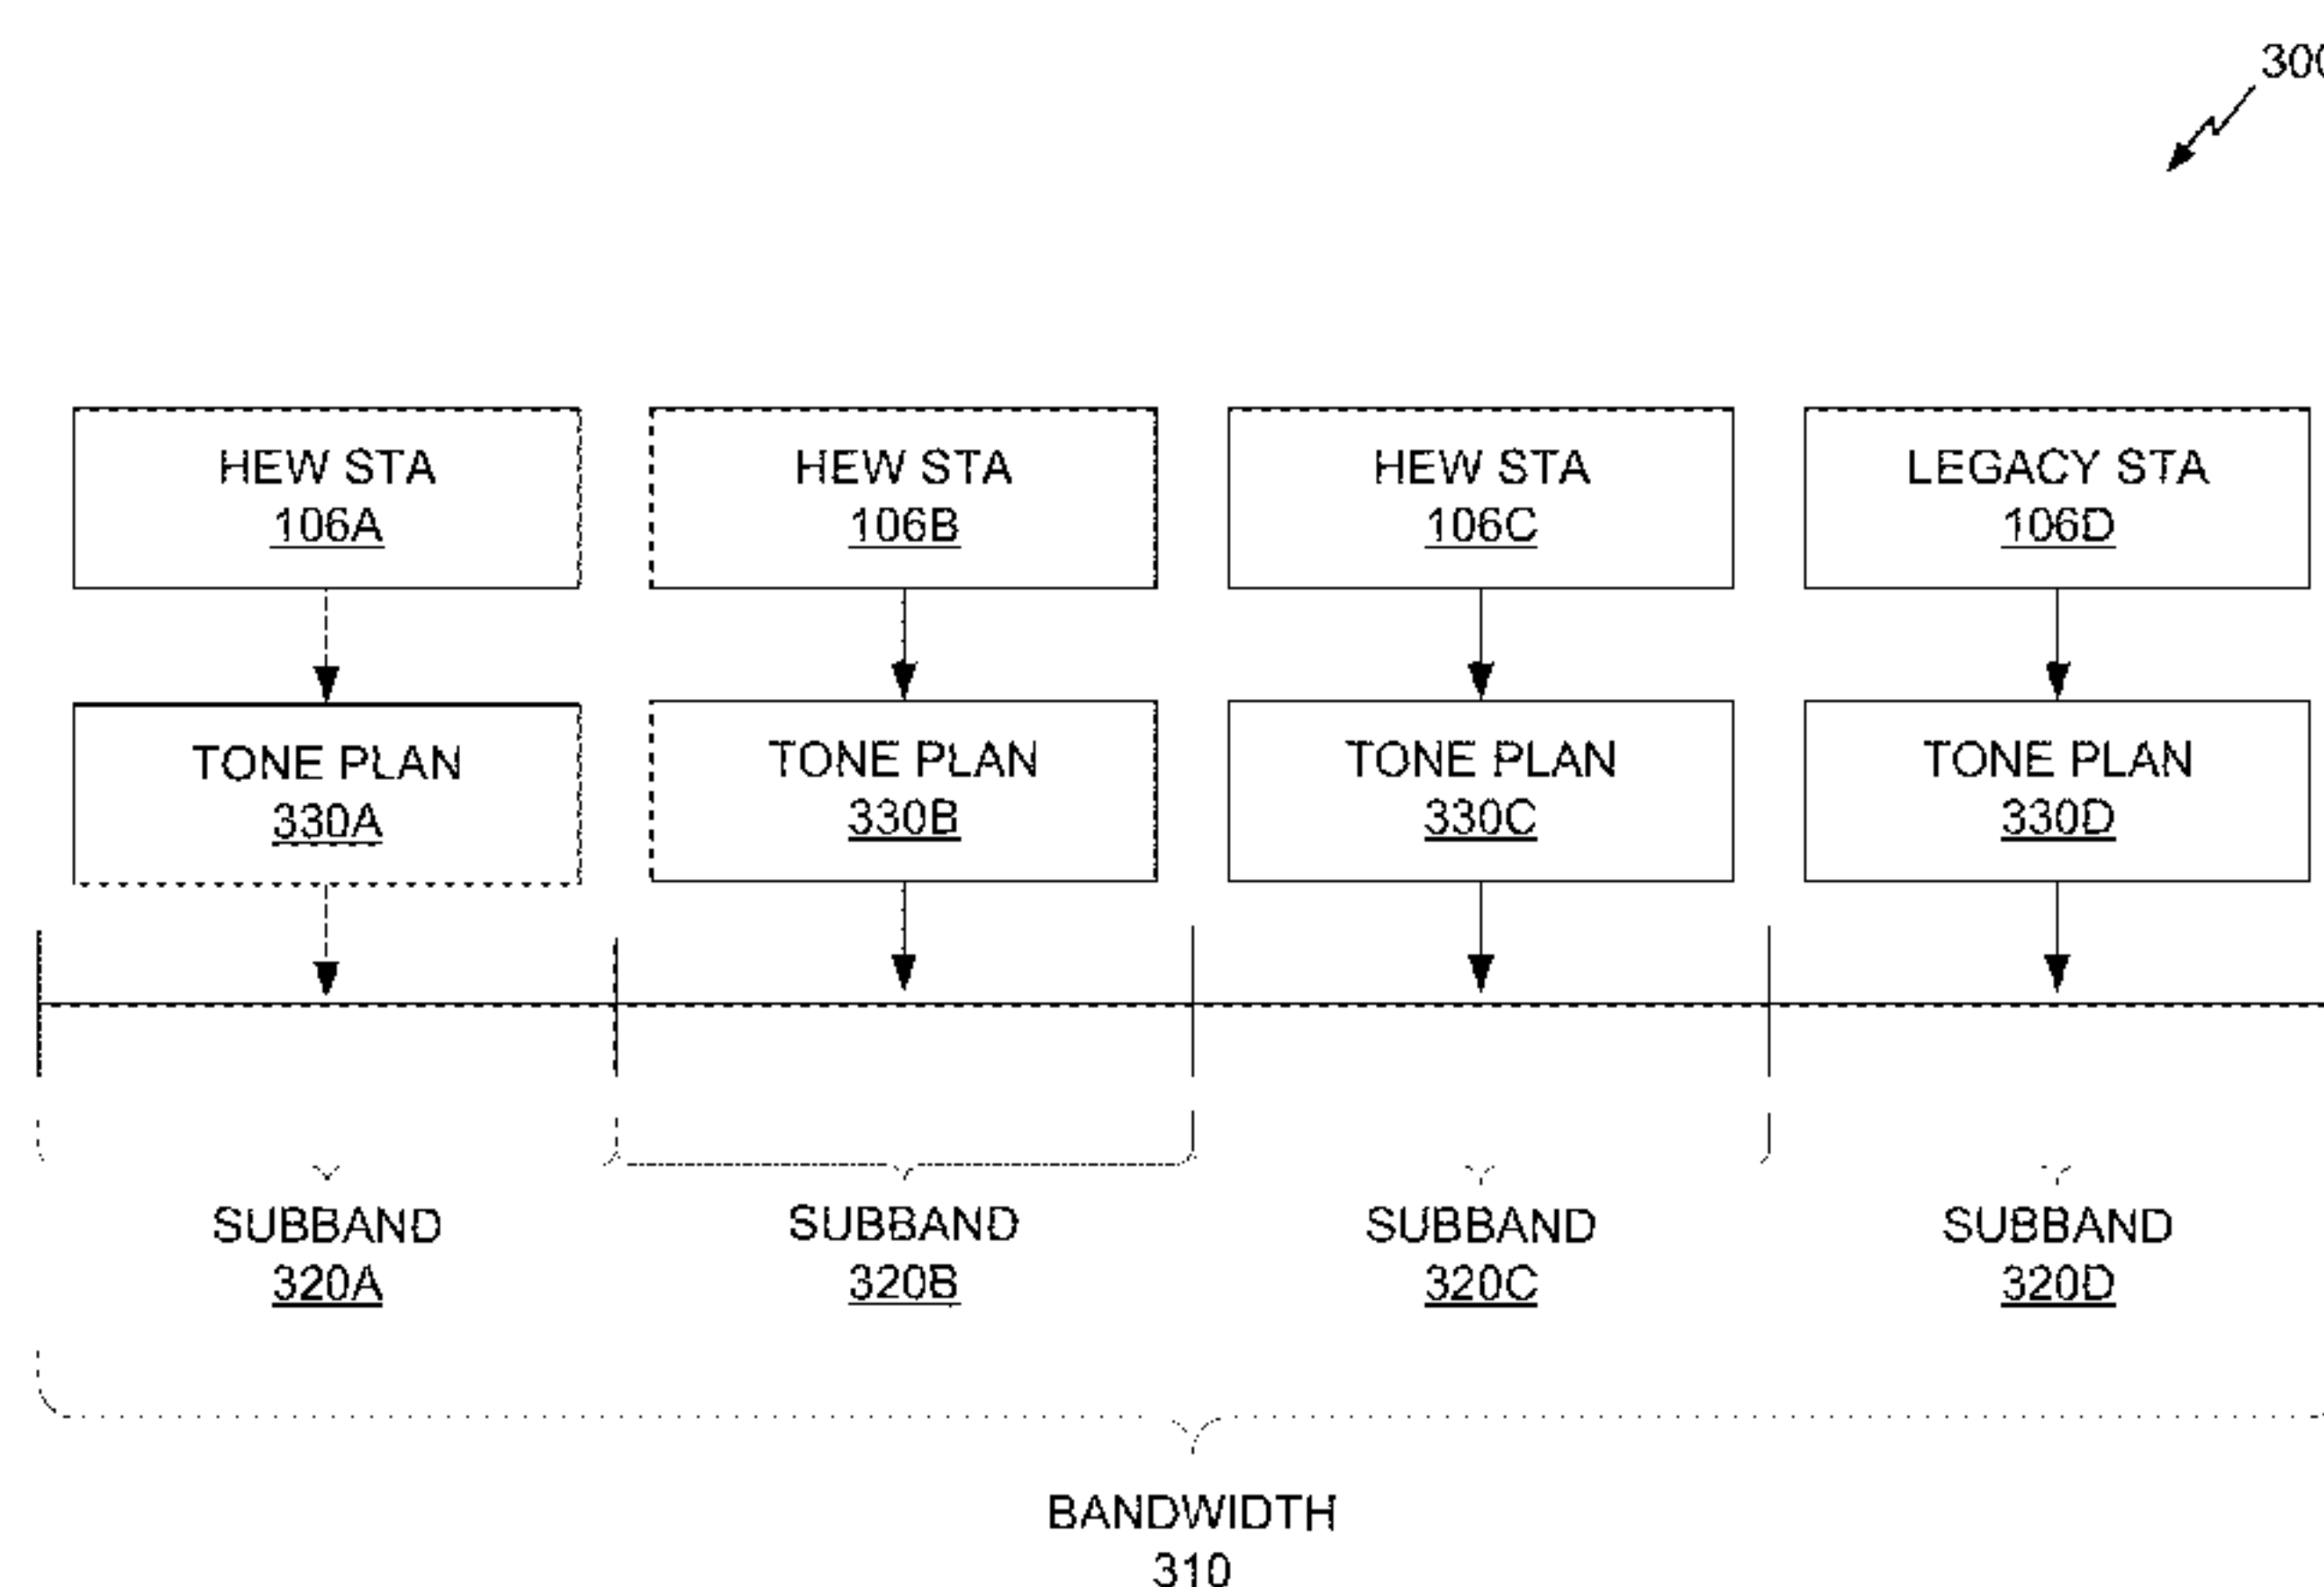 300
HEW STA
106A
HEW STA
106B
HEW STA
106C
LEGACY STA
106D
TONE PLAN
330A
TONE PLAN
330B
TONE PLAN
330C
TONE PLAN
330D
SUBBAND
320A
SUBBAND
320B
SUBBAND
320C
SUBBAND
320D
BANDWIDTH
310